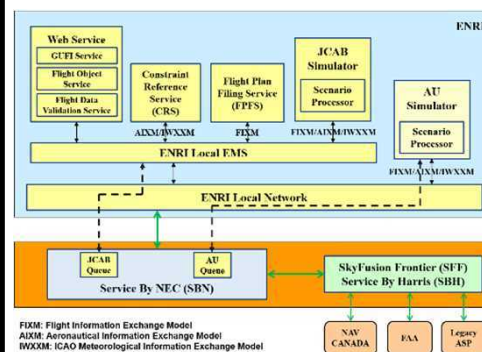 ENRI
Web Service
GUFI Service
Flight Object
Service
Flight Data
Validation Service
Constraint
Reference
Service
(CRS)
Flight Plan
Filing Service
(FPFS)
JCAB
Simulator
Scenario
Processor
AU
Simulator
Scenario
Processor
AIXM/IWXXM
FIXM
FIXM/AIXM/IWXXM
FIXM/AIXM/IWXXM
ENRI Local EMS
ENRI Local Network
JCAB
Queue
AU
Queue
Service By NEC (SBN)
SkyFusion Frontier (SFF)
Service By Harris (SBH)
FIXM: Flight Information Exchange Model
AIXM: Aeronautical Information Exchange Model
IWXXM: ICAO Meteorological Information Exchange Model
NAV
CANADA
FAA
Legacy
ASP